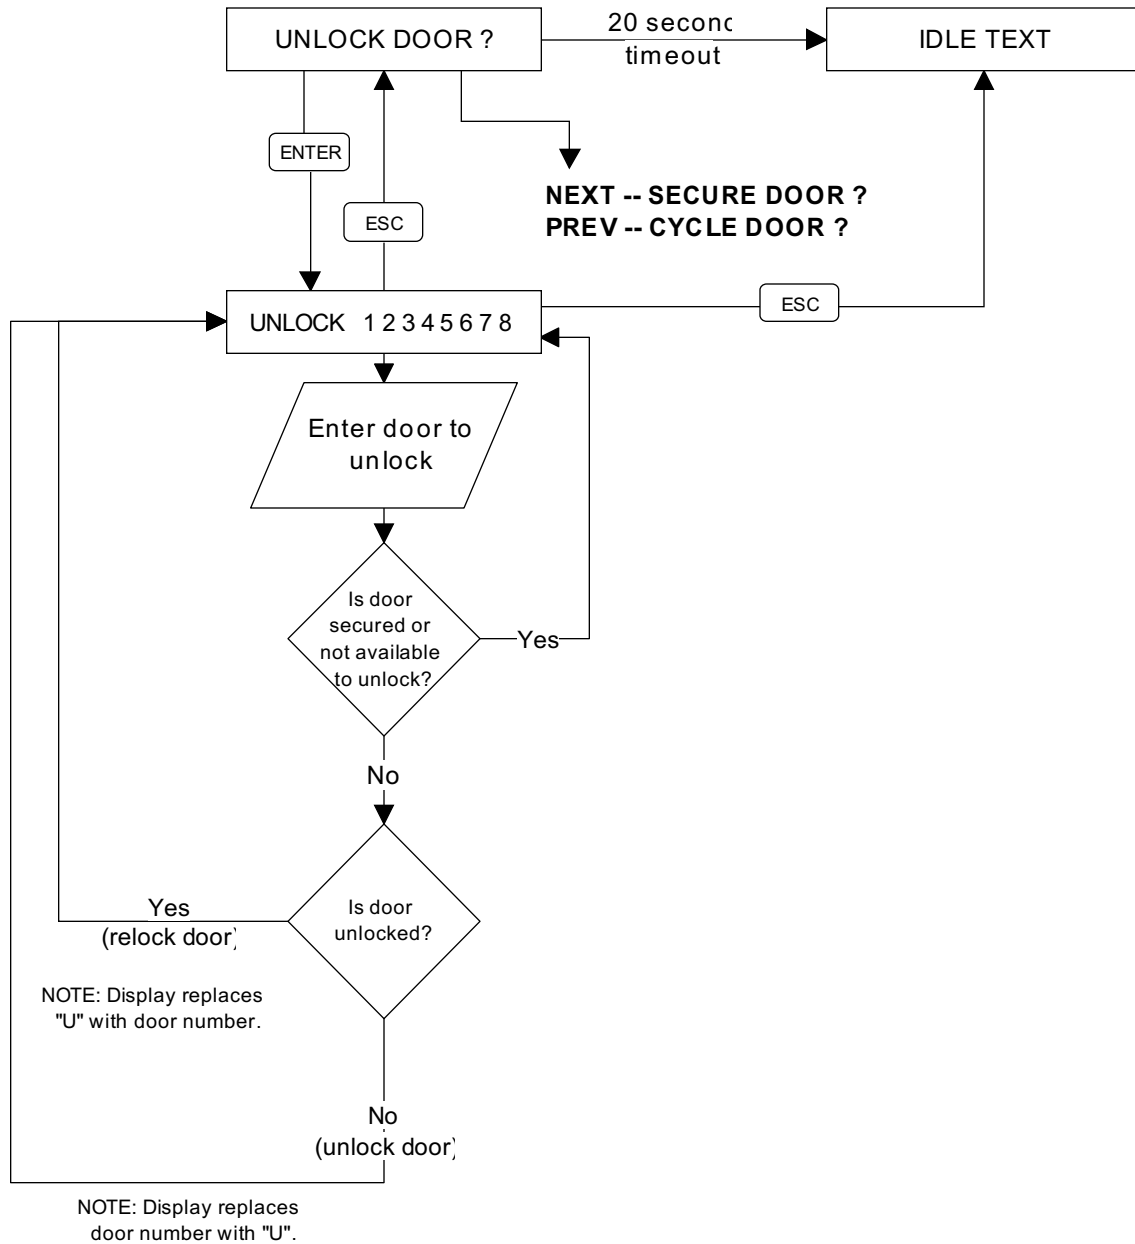 UNLOCK DOOR ?
20 second
timeout
IDLE TEXT
ENTER
ESC
NEXT -- SECURE DOOR ?
PREV -- CYCLE DOOR ?
UNLOCK 1 2 3 4 5 6 7 8
ESC
Enter door to
unlock
Is door
secured or
not available
to unlock?
Yes
No
Is door
unlocked?
Yes
(relock door)
NOTE: Display replaces
"U" with door number.
No
(unlock door)
NOTE: Display replaces
door number with "U".